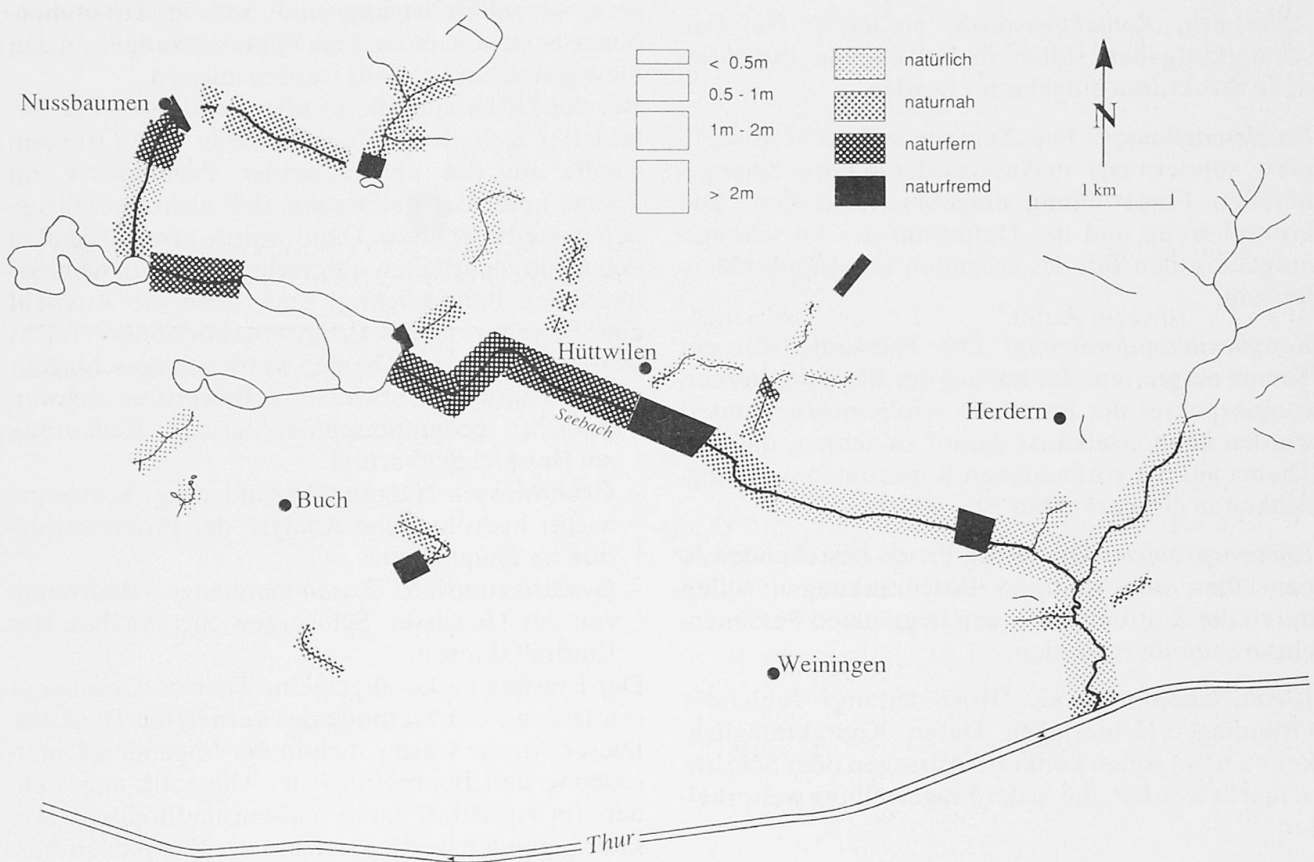 < 0.5m
0.5 - 1m
1m - 2m
> 2m
natürlich
naturnah
naturfern
naturfremd
N
1 km
Nussbaumen
Hüttwilen
Seebach
Herdern
Buch
Weiningen
Thur